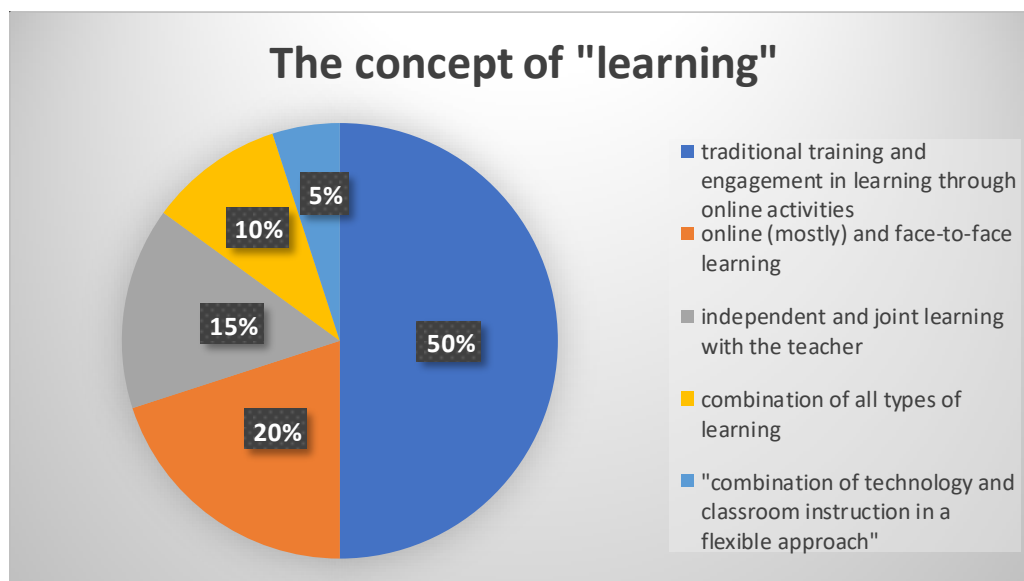 The concept of "learning"
5%
10%
15%
50%
20%
traditional training and
engagement in learning through
online activities
online (mostly) and face-to-face
learning
independent and joint learning
with the teacher
combination of all types of
learning
"combination of technology and
classroom instruction in a
flexible approach"